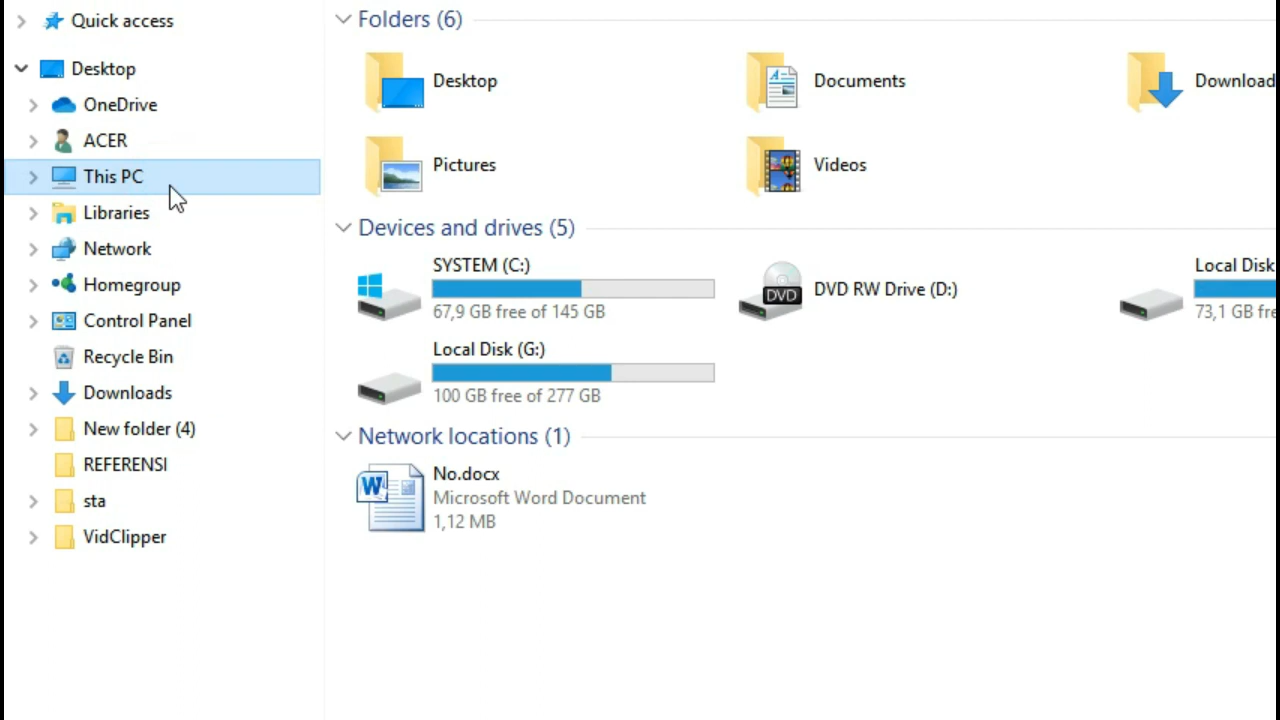 Quick access
Desktop
OneDrive
ACER
This PC
Libraries
Network
Homegroup
Control Panel
Recycle Bin
Downloads
New folder (4)
REFERENSI
sta
VidClipper
Folders (6)
Desktop
Documents
Download
Pictures
Videos
Devices and drives (5)
SYSTEM (C:)
67,9 GB free of 145 GB
DVD
DVD RW Drive (D:)
Local Disk
73,1 GB fre
Local Disk (G:)
100 GB free of 277 GB
Network locations (1)
W
No.docx
Microsoft Word Document
1,12 MB